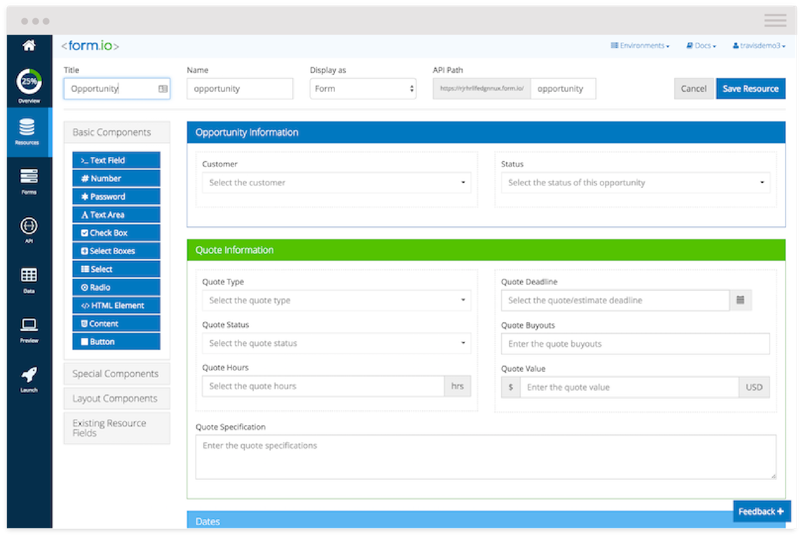 <form.io>
Environments
Docs
travisdemo3
25%
Overview
Resources
Forms
API
Data
Preview
Launch
Title
Name
Display as
API Path
Opportunity
opportunity
Form
opportunity
Cancel
Save Resource
Basic Components
>_ Text Field
# Number
Password
A Text Area
Check Box
Select Boxes
Select
Radio
</> HTML Element
Content
Button
Special Components
Layout Components
Existing Resource
Fields
Opportunity Information
Customer
Select the customer
Status
Select the status of this opportunity
Quote Information
Quote Type
Select the quote type
Quote Deadline
Select the quote/estimate deadline
Quote Status
Select the quote status
Quote Buyouts
Enter the quote buyouts
Quote Hours
Select the quote hours
hrs
Quote Value
$
Enter the quote value
USD
Quote Specification
Enter the quote specifications
Dates
Feedback +